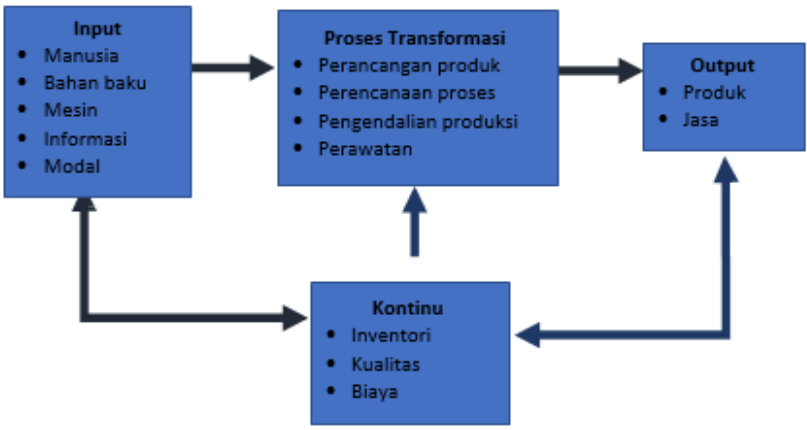 Input
• Manusia
• Bahan baku
• Mesin
• Informasi
• Modal
Proses Transformasi
• Perancangan produk
• Perencanaan proses
• Pengendalian produksi
• Perawatan
Output
• Produk
• Jasa
Kontinu
• Inventori
• Kualitas
• Biaya